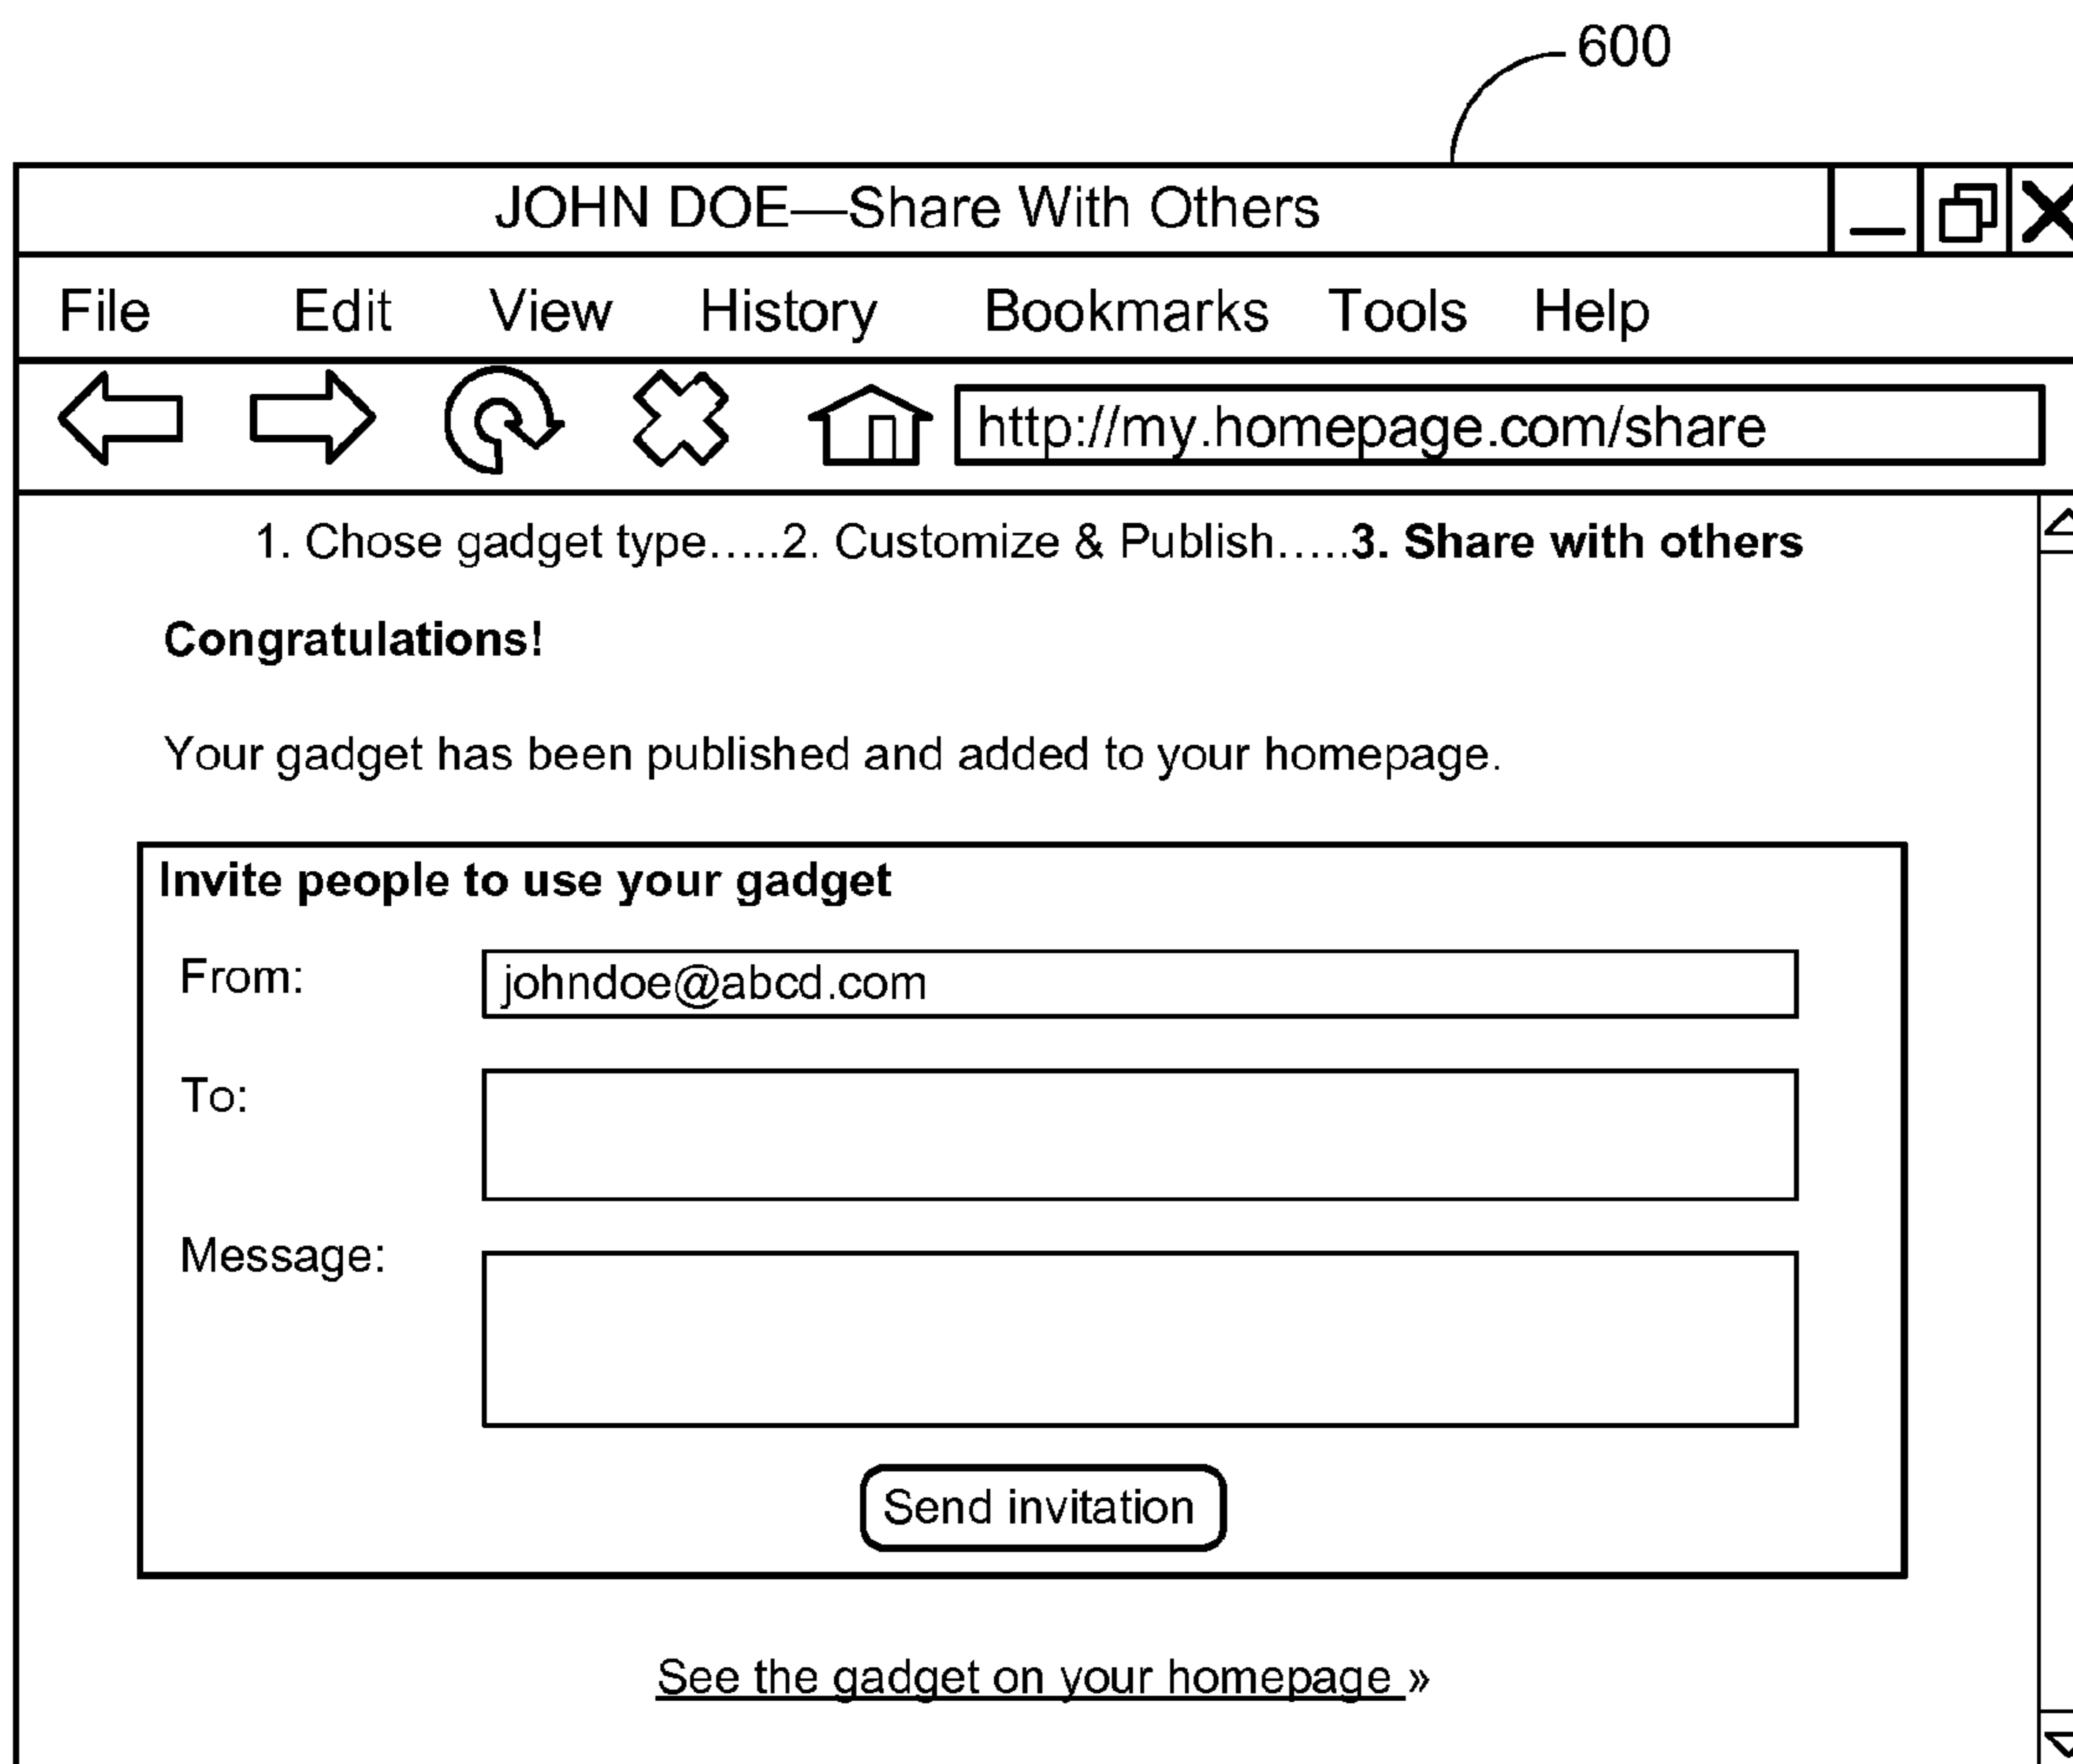 600
JOHN DOE—Share With Others
File Edit View History Bookmarks Tools Help
http://my.homepage.com/share
1. Chose gadget type.....2. Customize & Publish.....3. Share with others
Congratulations!
Your gadget has been published and added to your homepage.
Invite people to use your gadget
From: johndoe@abcd.com
To:
Message:
Send invitation
See the gadget on your homepage »